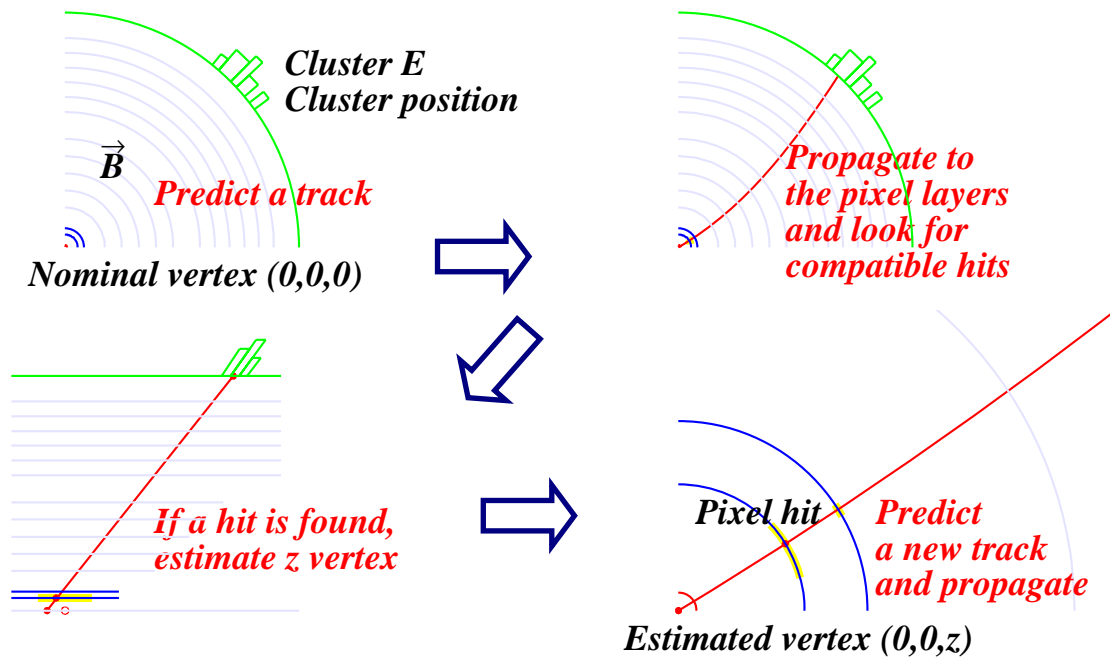 Cluster E
Cluster position
B
Predict a track
Nominal vertex (0,0,0)
Propagate to
the pixel layers
and look for
compatible hits
If a hit is found,
estimate z vertex
Pixel hit
Predict
a new track
and propagate
Estimated vertex (0,0,z)